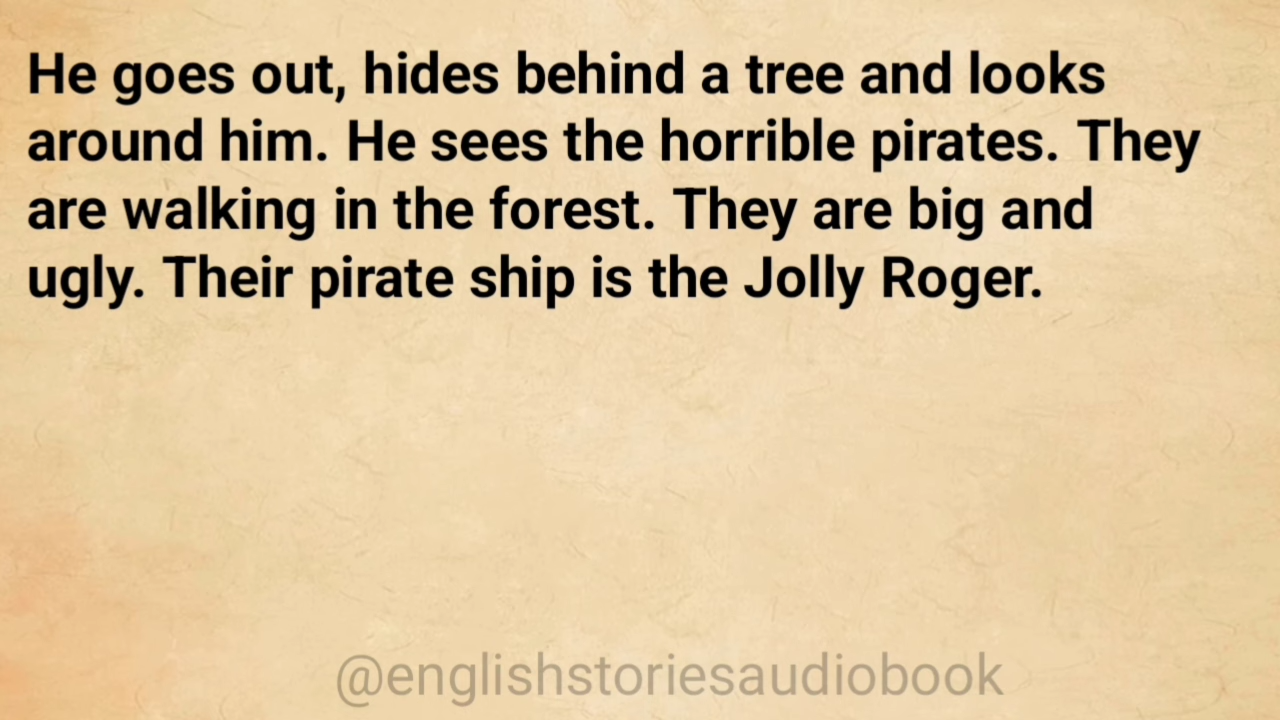 He goes out, hides behind a tree and looks
around him. He sees the horrible pirates. They
are walking in the forest. They are big and
ugly. Their pirate ship is the Jolly Roger.
@englishstoriesaudiobook